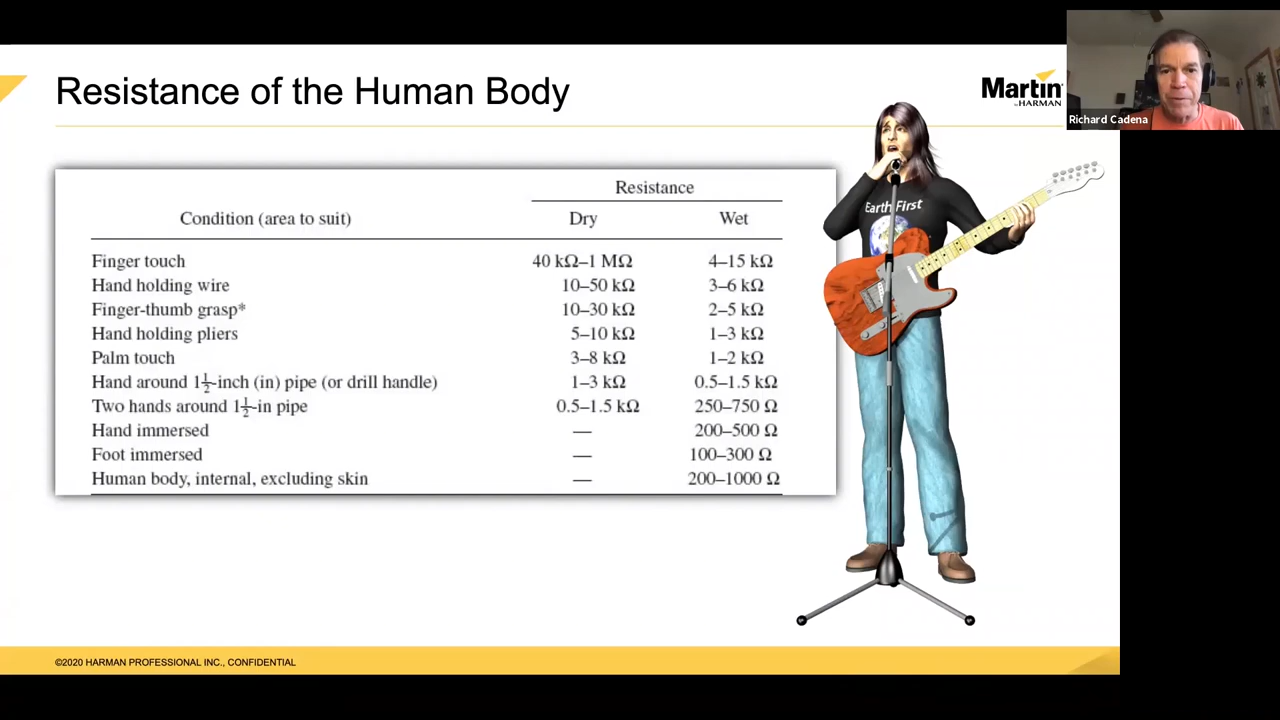 Resistance of the Human Body
Martin
by HARMAN
Richard Cadena
Resistance
Condition (area to suit) Dry Wet
Finger touch 40 kΩ–1 MΩ 4–15 kΩ
Hand holding wire 10–50 kΩ 3–6 kΩ
Finger-thumb grasp* 10–30 kΩ 2–5 kΩ
Hand holding pliers 5–10 kΩ 1–3 kΩ
Palm touch 3–8 kΩ 1–2 kΩ
Hand around 1½-inch (in) pipe (or drill handle) 1–3 kΩ 0.5–1.5 kΩ
Two hands around 1½-in pipe 0.5–1.5 kΩ 250–750 Ω
Hand immersed — 200–500 Ω
Foot immersed — 100–300 Ω
Human body, internal, excluding skin — 200–1000 Ω
Earth First
©2020 HARMAN PROFESSIONAL INC., CONFIDENTIAL